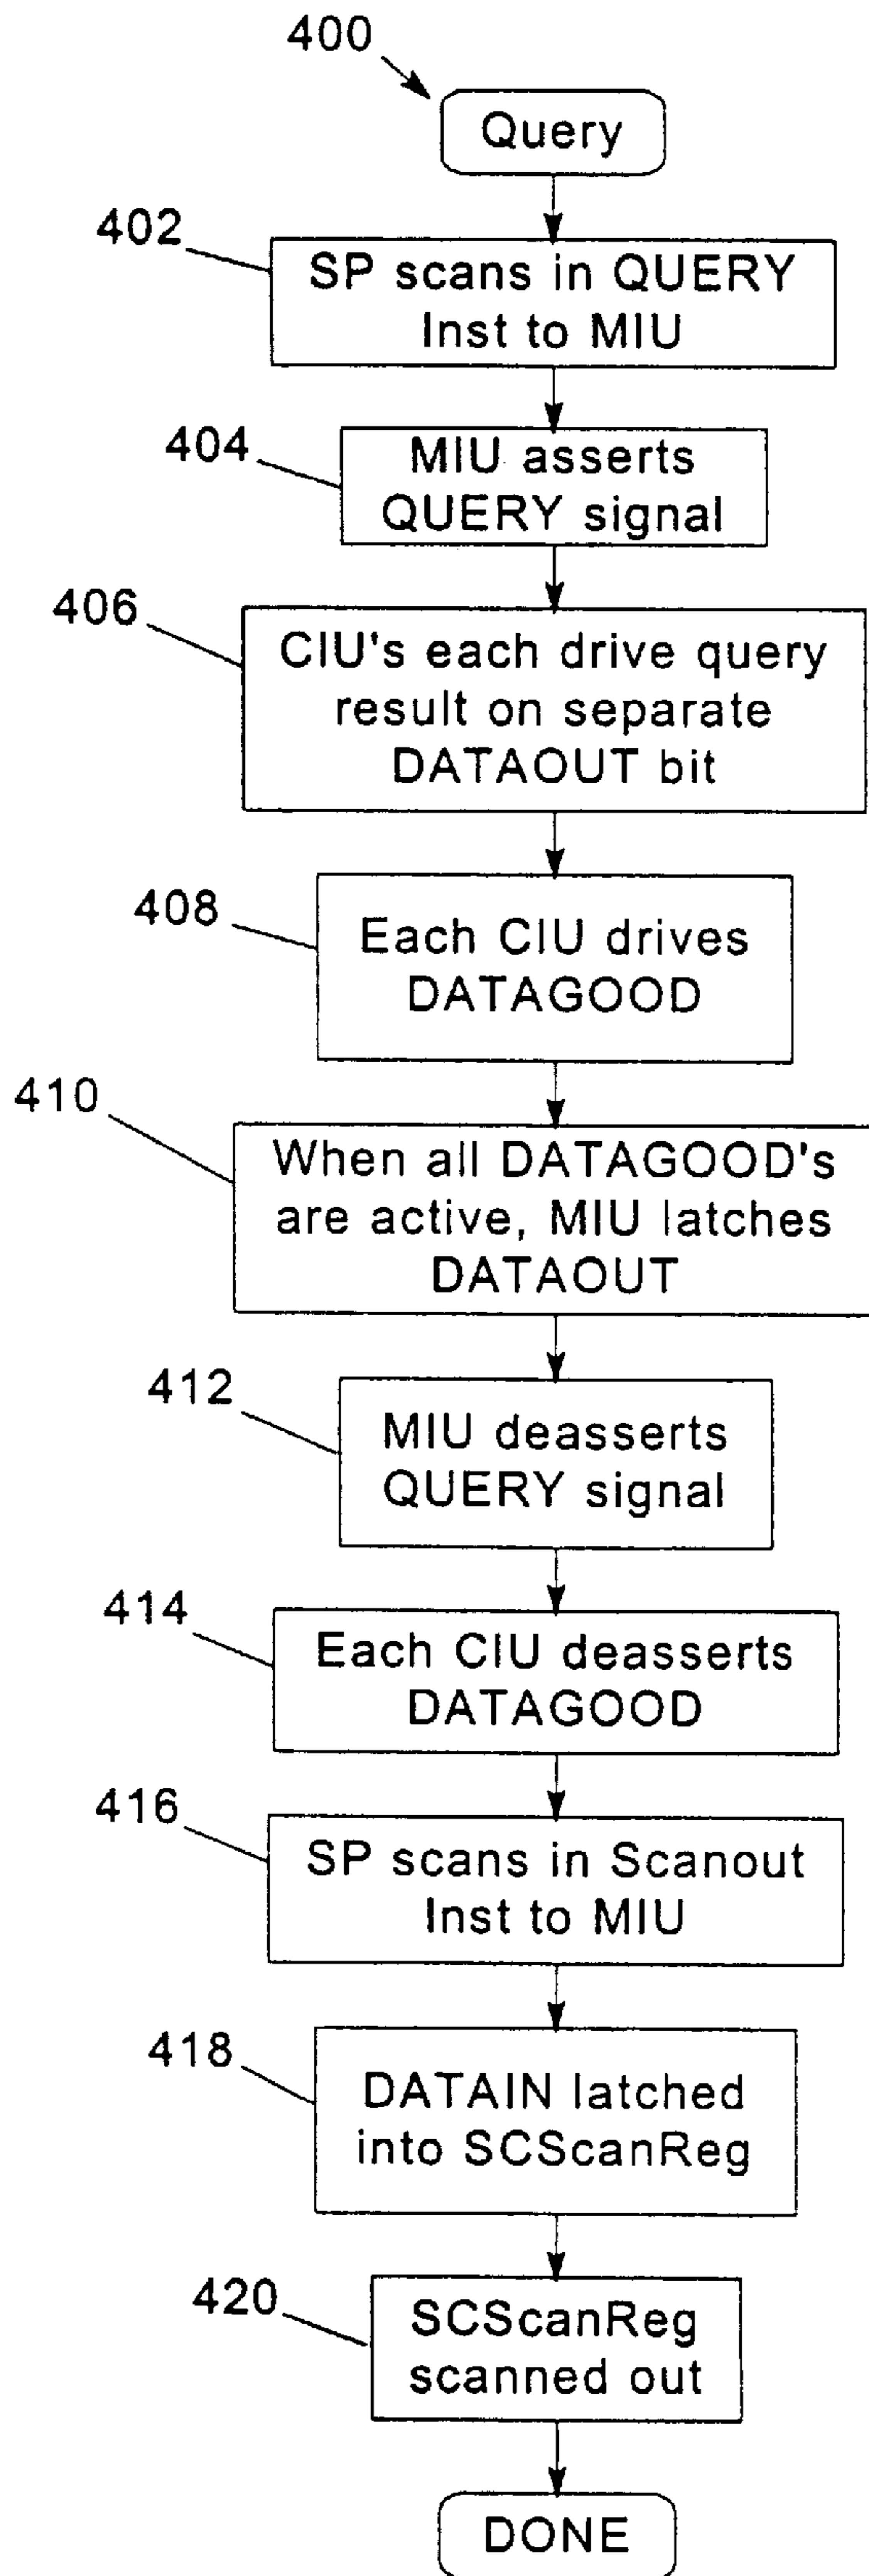 400
Query
402
SP scans in QUERY
Inst to MIU
404
MIU asserts
QUERY signal
406
CIU's each drive query
result on separate
DATAOUT bit
408
Each CIU drives
DATAGOOD
410
When all DATAGOOD's
are active, MIU latches
DATAOUT
412
MIU deasserts
QUERY signal
414
Each CIU deasserts
DATAGOOD
416
SP scans in Scanout
Inst to MIU
418
DATAIN latched
into SCScanReg
420
SCScanReg
scanned out
DONE